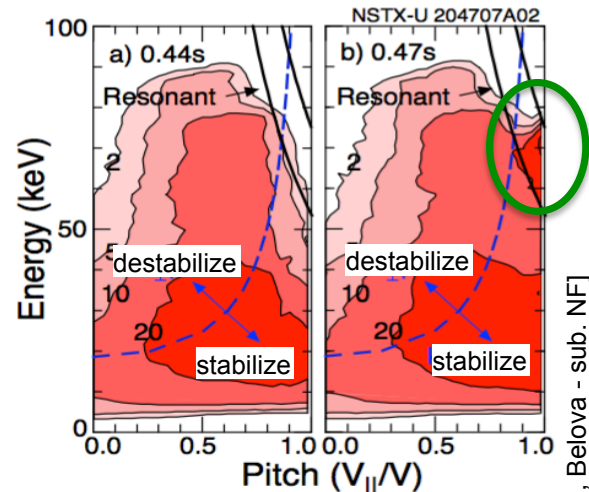 NSTX-U 204707A02
100
a) 0.44s
b) 0.47s
Resonant
Resonant
2
2
Energy (keV)
50
destabilize
destabilize
10
10
20
20
stabilize
stabilize
0
0.0
0.5
1.0
0.0
0.5
1.0
Pitch (V||/V)
, Belova - sub. NF]